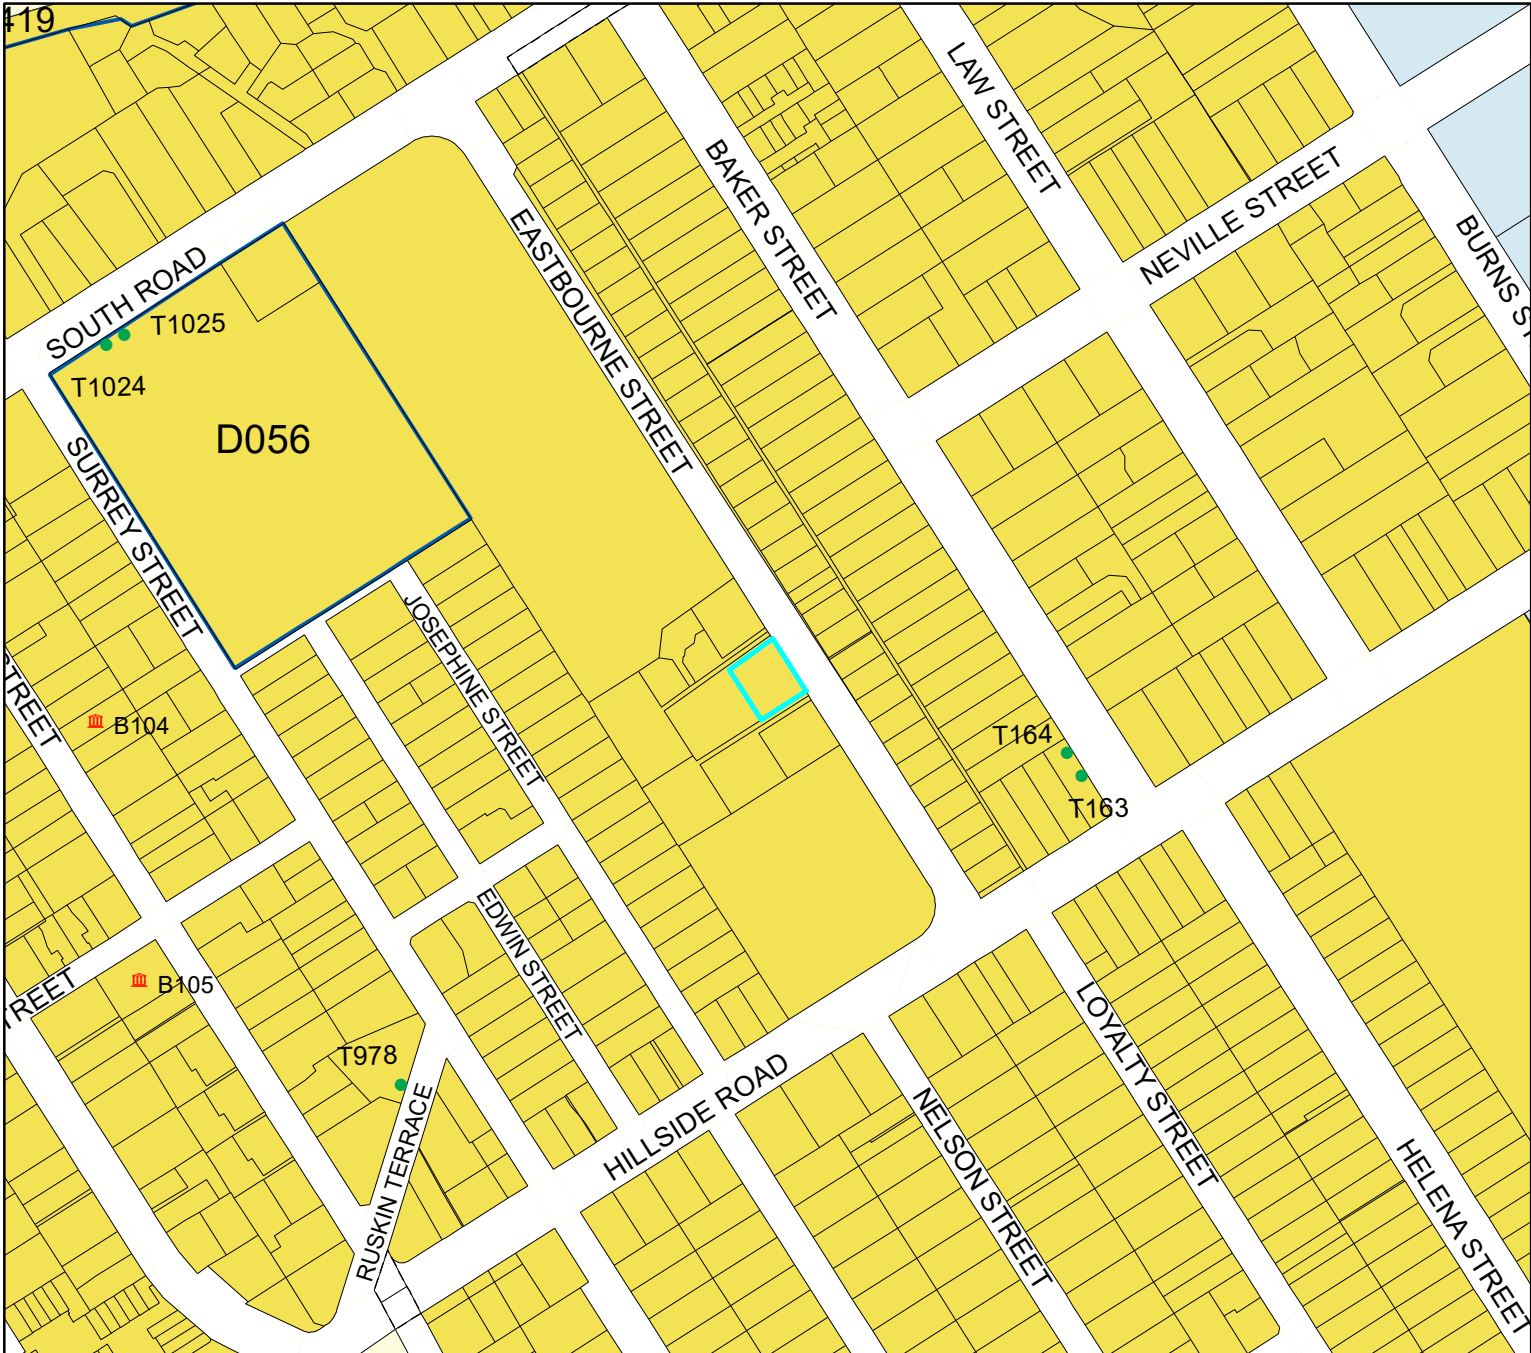 419
LAW STREET
BAKER STREET
NEVILLE STREET
EASTBOURNE STREET
BURNS ST
SOUTH ROAD
T1025
T1024
D056
SURREY STREET
JOSEPHINE STREET
STREET
B104
T164
T163
EDWIN STREET
TREET
B105
LOYALTY STREET
T978
HILLSIDE ROAD
RUSKIN TERRACE
NELSON STREET
HELENA STREET